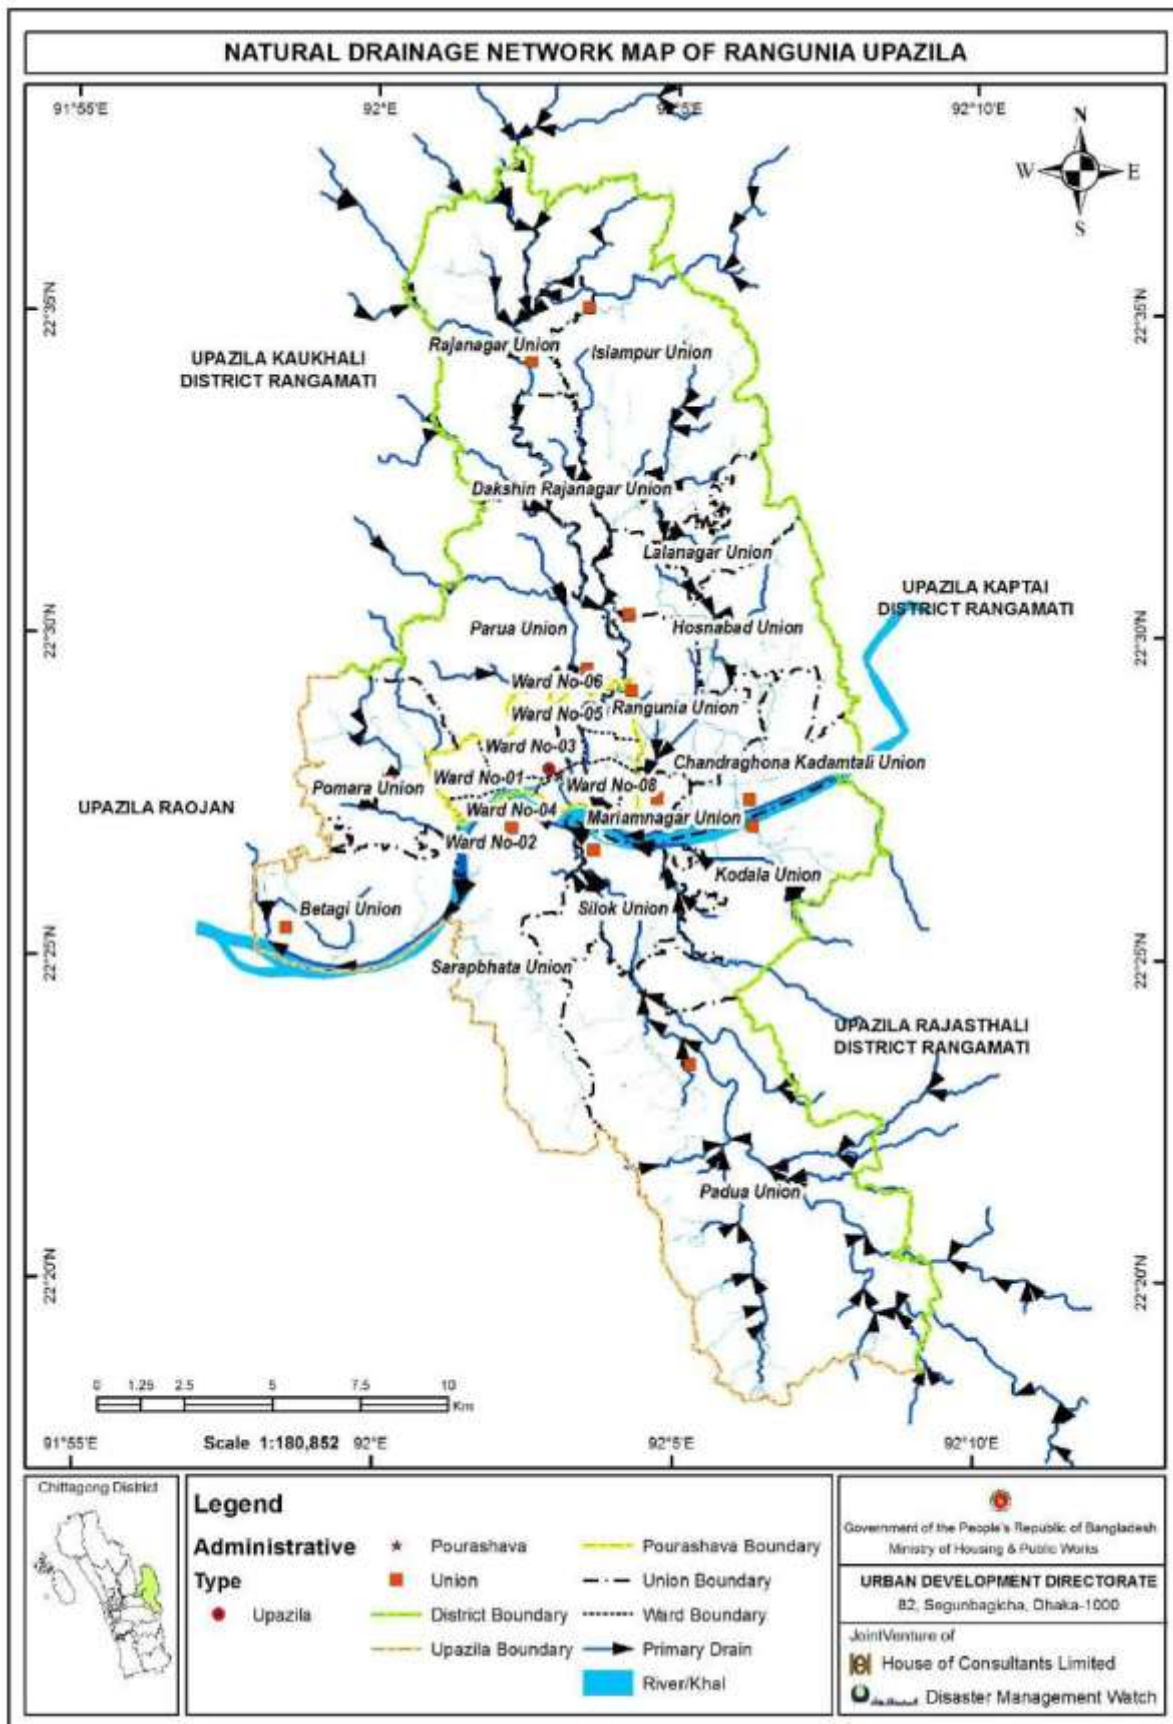 NATURAL DRAINAGE NETWORK MAP OF RANGUNIA UPAZILA
91°55'E
92°E
92°5'E
92°10'E
N
W
E
S
22°35'N
22°35'N
UPAZILA KAUKHALI
DISTRICT RANGAMATI
Rajanagar Union
Islampur Union
Dakshin Rajanagar Union
Lalanagar Union
UPAZILA KAPTAI
DISTRICT RANGAMATI
22°30'N
22°30'N
Parua Union
Hosnabad Union
Ward No-06
Ward No-05
Rangunia Union
Ward No-03
Chandraghona Kadamtali Union
Ward No-01
Ward No-08
Pomara Union
UPAZILA RAOJAN
Ward No-04
Mariamnagar Union
Ward No-02
Kodala Union
Betagi Union
Silok Union
22°25'N
22°25'N
Sarapbhata Union
UPAZILA RAJASTHALI
DISTRICT RANGAMATI
Padua Union
22°20'N
22°20'N
0 1.25 2.5 5 7.5 10
Km
Scale 1:180,852
91°55'E
92°E
92°5'E
92°10'E
Chittagong District
Legend
Administrative
Type
Upazila
Pourashava
Union
District Boundary
Upazila Boundary
Pourashava Boundary
Union Boundary
Ward Boundary
Primary Drain
River/Khal
Government of the People's Republic of Bangladesh
Ministry of Housing & Public Works
URBAN DEVELOPMENT DIRECTORATE
82, Segunbagicha, Dhaka-1000
JointVenture of
House of Consultants Limited
Disaster Management Watch